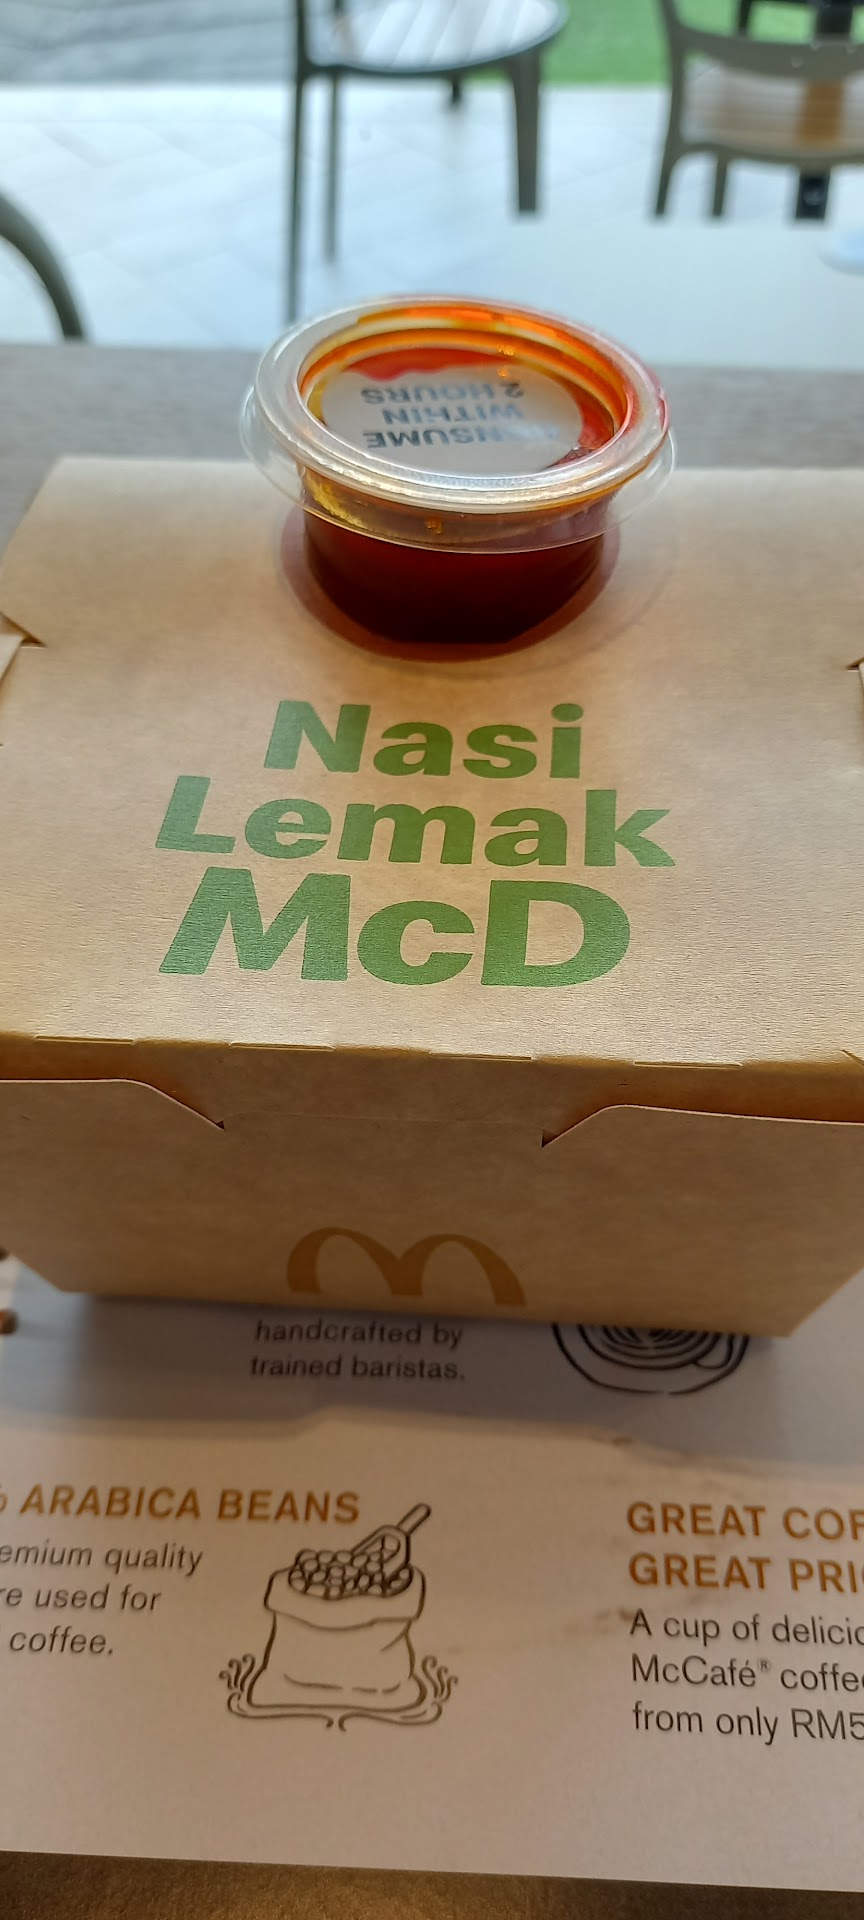 CONSUME
WITHIN
2 HOURS
Nasi
Lemak
McD
handcrafted by
trained baristas.
ARABICA BEANS
emium quality
re used for
coffee.
GREAT COF
GREAT PRI
A cup of delicio
McCafé® coffe
from only RM5